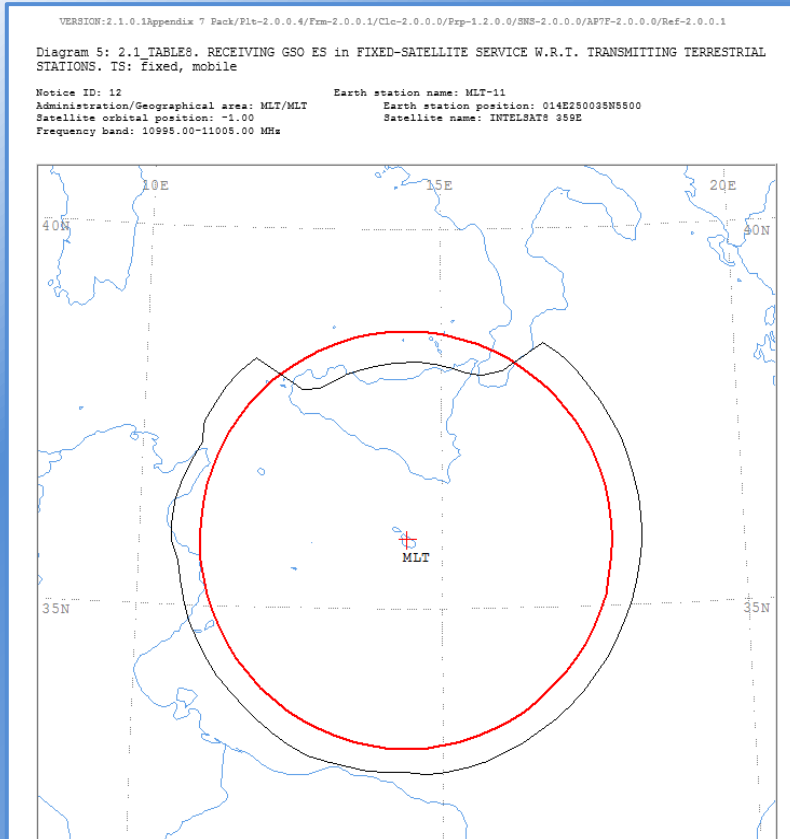 VERSION:2.1.0.1Appendix 7 Pack/Plt-2.0.0.4/Frm-2.0.0.1/Clc-2.0.0.0/Prp-1.2.0.0/SNS-2.0.0.0/AP7F-2.0.0.0/Ref-2.0.0.1
Diagram 5: 2.1_TABLE8. RECEIVING GSO ES in FIXED-SATELLITE SERVICE W.R.T. TRANSMITTING TERRESTRIAL
STATIONS. TS: fixed, mobile
Notice ID: 12 Earth station name: MLT-11
Administration/Geographical area: MLT/MLT Earth station position: 014E250035N5500
Satellite orbital position: -1.00 Satellite name: INTELSAT8 359E
Frequency band: 10995.00-11005.00 MHz
10E 15E 20E
40N 40N
MLT
35N 35N